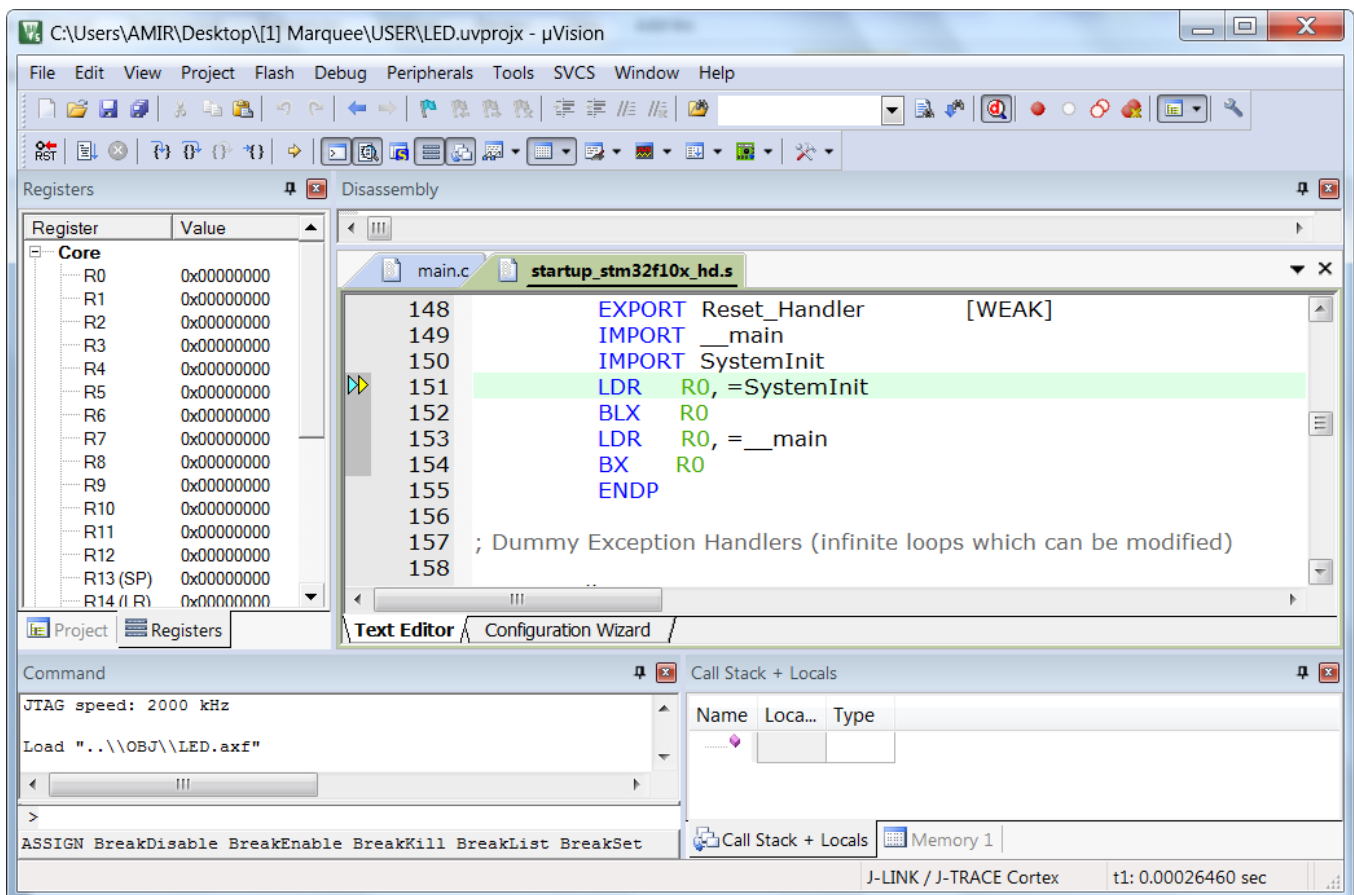 C:\Users\AMIR\Desktop\[1] Marquee\USER\LED.uvprojx - µVision
File Edit View Project Flash Debug Peripherals Tools SVCS Window Help
RST
Registers
Disassembly
Register Value
Core
R0 0x00000000
R1 0x00000000
R2 0x00000000
R3 0x00000000
R4 0x00000000
R5 0x00000000
R6 0x00000000
R7 0x00000000
R8 0x00000000
R9 0x00000000
R10 0x00000000
R11 0x00000000
R12 0x00000000
R13 (SP) 0x00000000
R14 (LR) 0x00000000
Project Registers
main.c startup_stm32f10x_hd.s
148 EXPORT Reset_Handler [WEAK]
149 IMPORT __main
150 IMPORT SystemInit
151 LDR R0, =SystemInit
152 BLX R0
153 LDR R0, =__main
154 BX R0
155 ENDP
156
157 ; Dummy Exception Handlers (infinite loops which can be modified)
158
Text Editor Configuration Wizard
Command
JTAG speed: 2000 kHz
Load "..\\OBJ\\LED.axf"
>
ASSIGN BreakDisable BreakEnable BreakKill BreakList BreakSet
Call Stack + Locals
Name Loca... Type
Call Stack + Locals Memory 1
J-LINK / J-TRACE Cortex t1: 0.00026460 sec